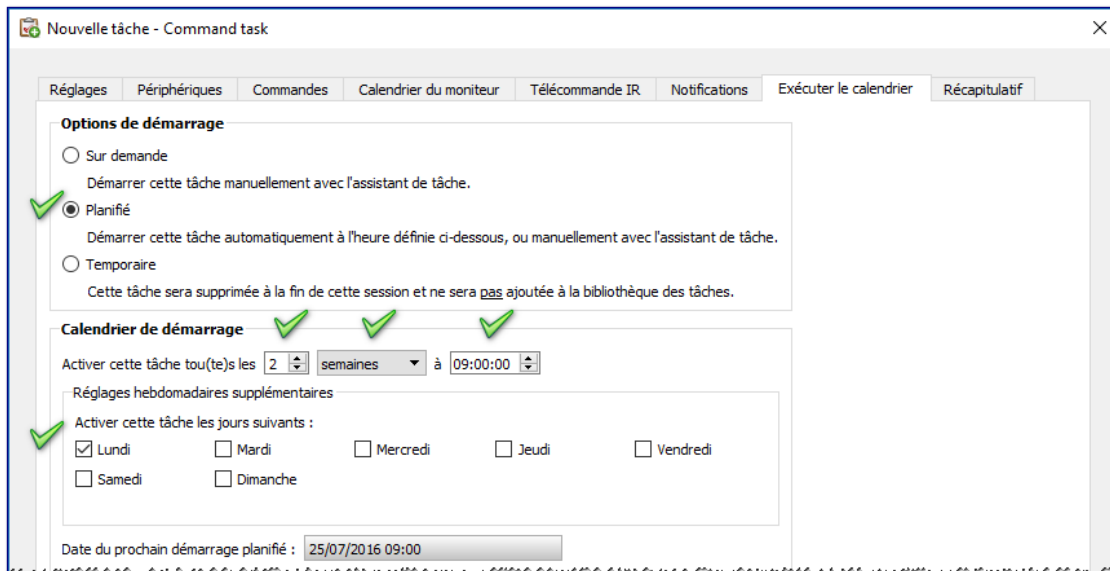 Nouvelle tâche - Command task
Réglages Périphériques Commandes Calendrier du moniteur Télécommande IR Notifications Exécuter le calendrier Récapitulatif
Options de démarrage
Sur demande
Démarrer cette tâche manuellement avec l'assistant de tâche.
Planifié
Démarrer cette tâche automatiquement à l'heure définie ci-dessous, ou manuellement avec l'assistant de tâche.
Temporaire
Cette tâche sera supprimée à la fin de cette session et ne sera pas ajoutée à la bibliothèque des tâches.
Calendrier de démarrage
Activer cette tâche tou(te)s les 2 semaines à 09:00:00
Réglages hebdomadaires supplémentaires
Activer cette tâche les jours suivants :
Lundi Mardi Mercredi Jeudi Vendredi
Samedi Dimanche
Date du prochain démarrage planifié : 25/07/2016 09:00